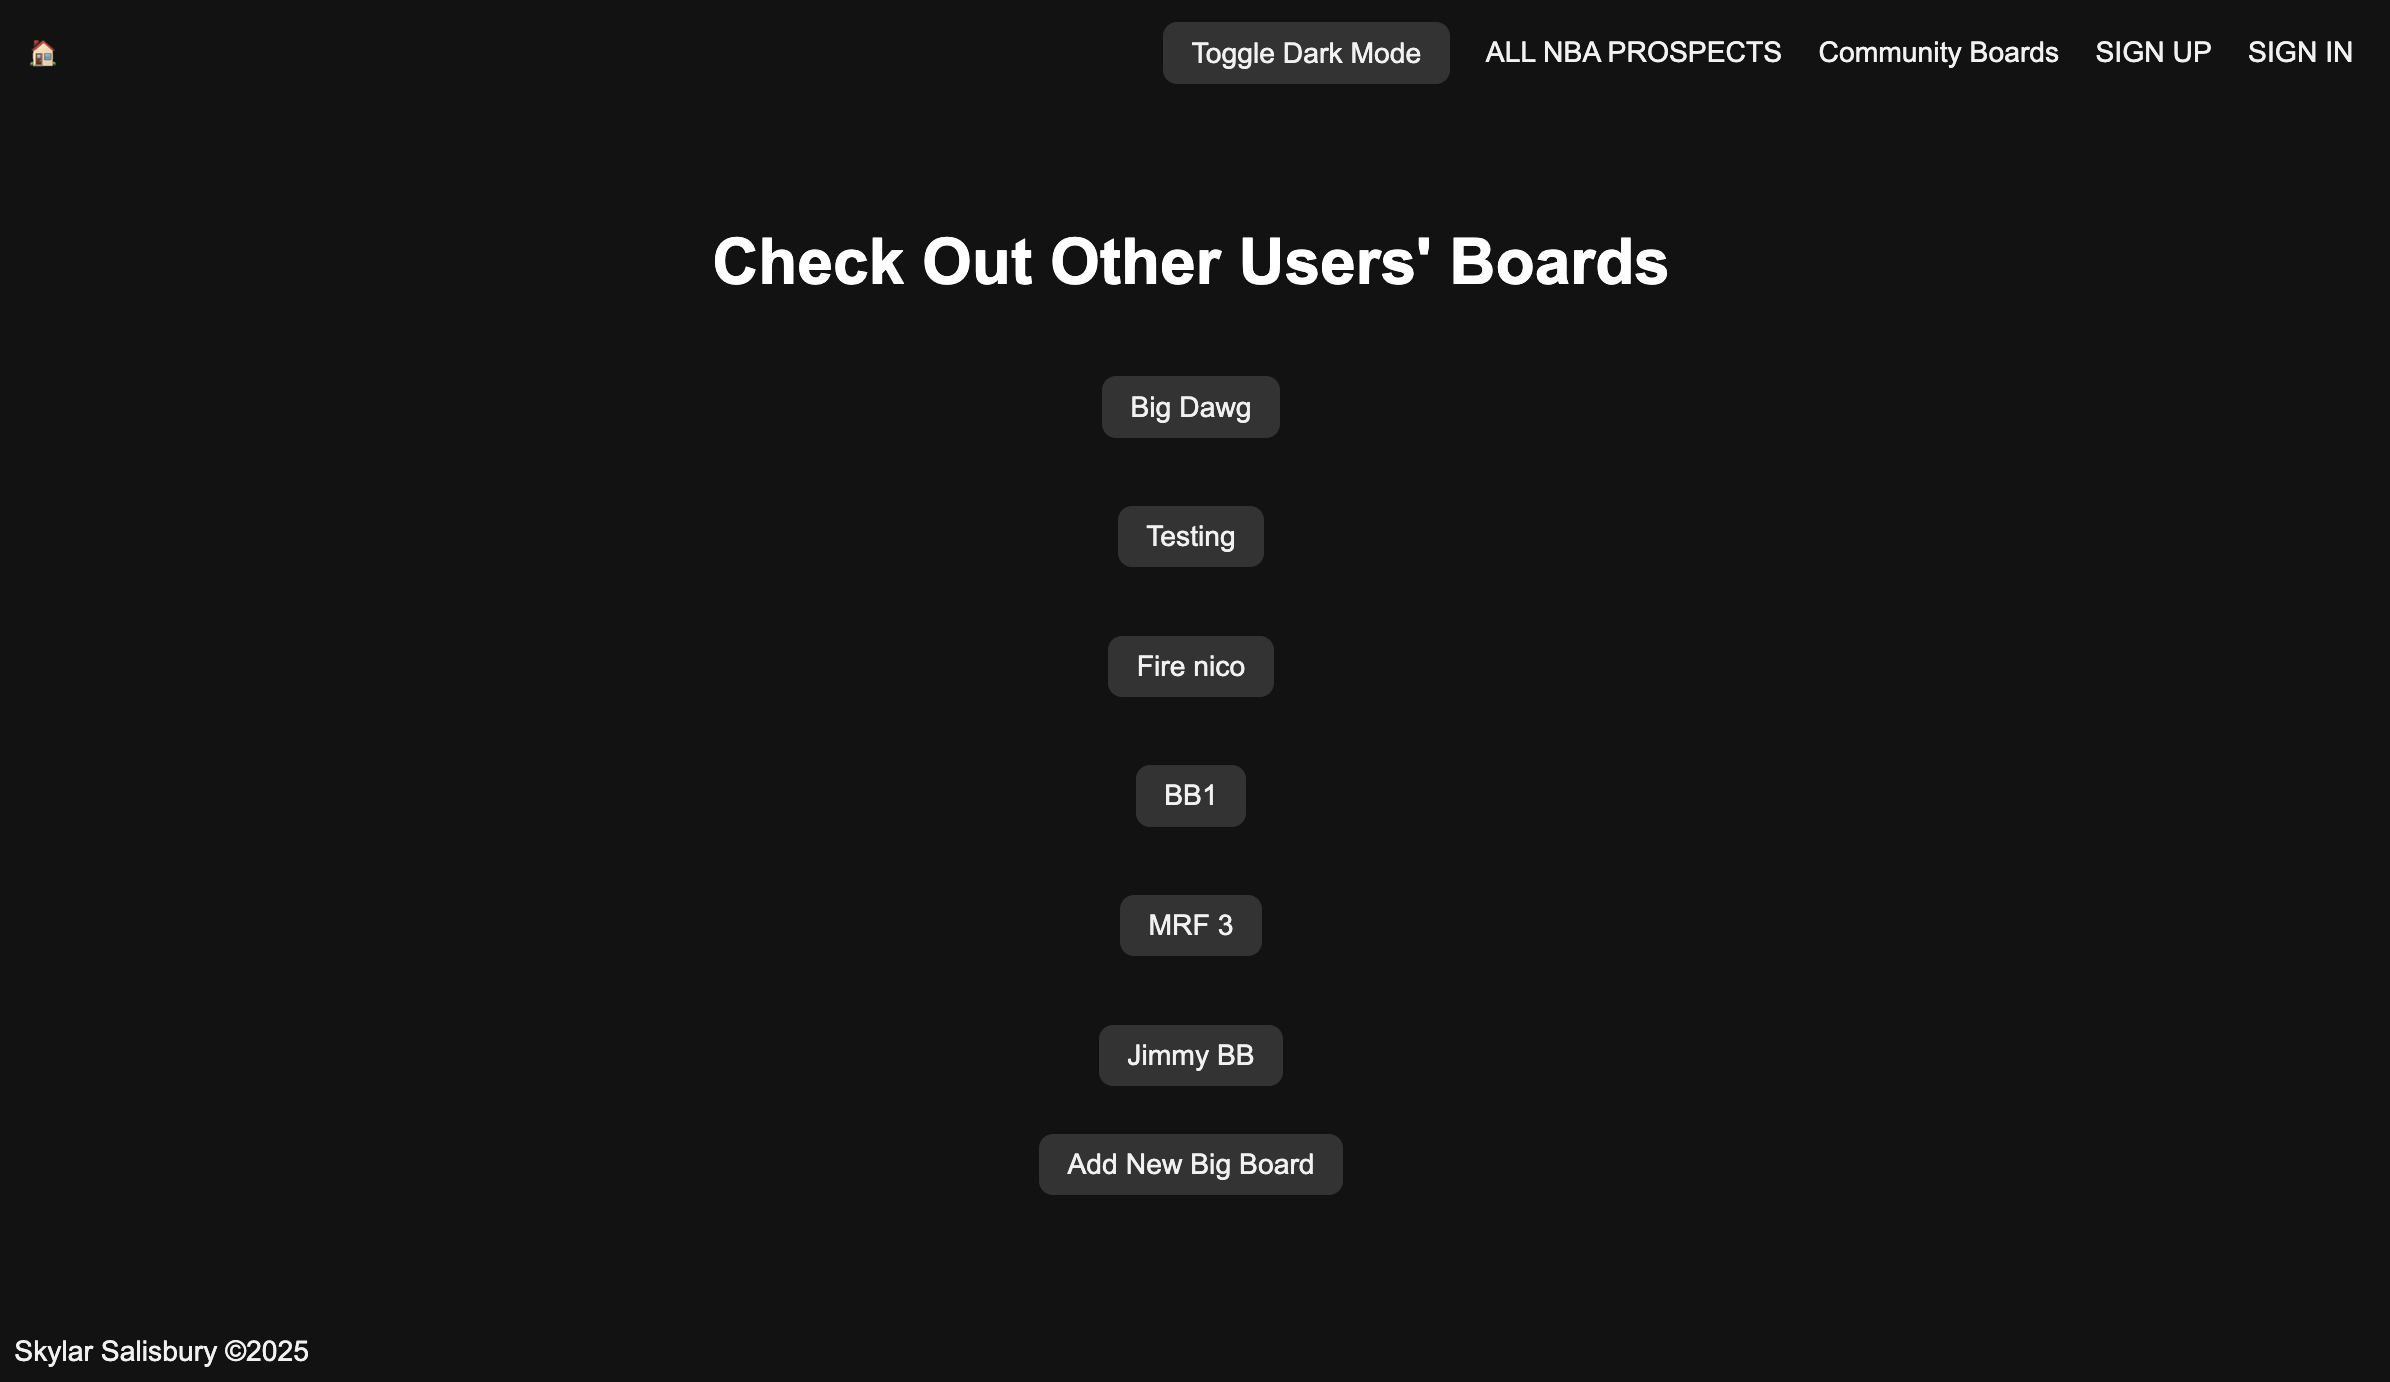 Toggle Dark Mode ALL NBA PROSPECTS Community Boards SIGN UP SIGN IN
Check Out Other Users' Boards
Big Dawg
Testing
Fire nico
BB1
MRF 3
Jimmy BB
Add New Big Board
Skylar Salisbury ©2025